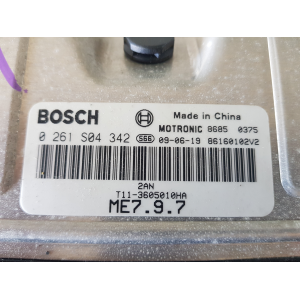 BOSCH
Made in China
MOTRONIC 8685 0375
0 261 S04 342 SGG 09-06-19 86160102V2
2AN
T11-3605010HA
ME7.9.7